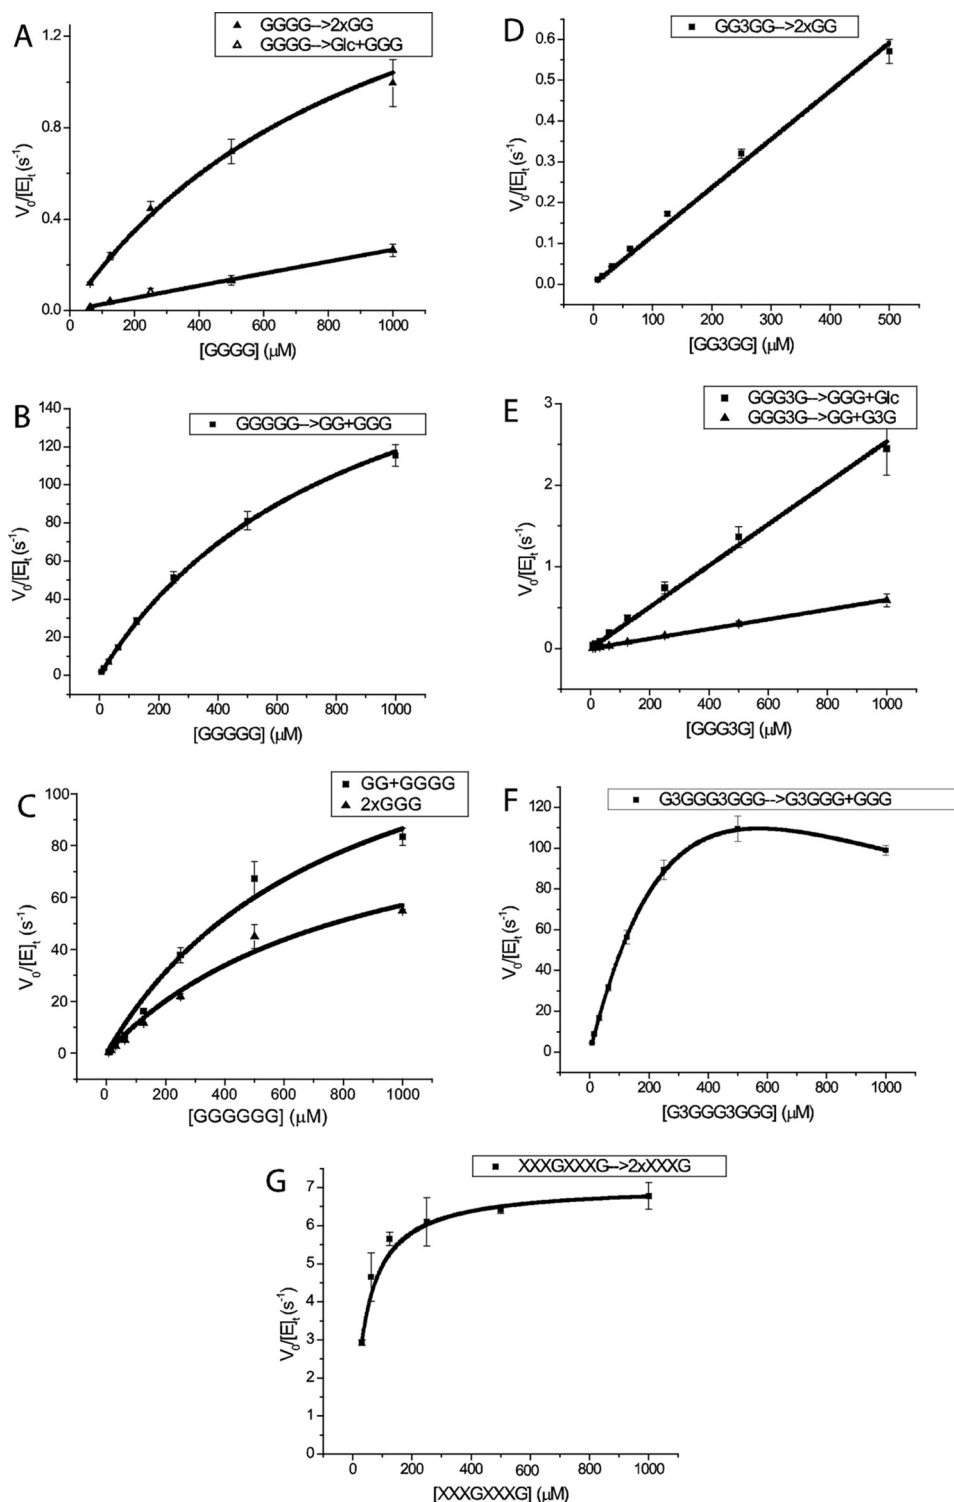 A
GGGG-->2xGG
GGGG-->Glc+GGG
1.2
0.8
0.4
0.0
V0/[E]t (s-1)
0 200 400 600 800 1000
[GGGG] (μM)
D
GG3GG-->2xGG
0.6
0.5
0.4
0.3
0.2
0.1
0.0
V0/[E]t (s-1)
0 100 200 300 400 500
[GG3GG] (μM)
B
GGGGG-->GG+GGG
140
120
100
80
60
40
20
0
V0/[E]t (s-1)
0 200 400 600 800 1000
[GGGGG] (μM)
E
GGG3G-->GGG+Glc
GGG3G-->GG+G3G
3
2
1
0
V0/[E]t (s-1)
0 200 400 600 800 1000
[GGG3G] (μM)
C
GG+GGGG
2xGGG
100
80
60
40
20
0
V0/[E]t (s-1)
0 200 400 600 800 1000
[GGGGGG] (μM)
F
G3GGG3GGG-->G3GGG+GGG
120
100
80
60
40
20
0
V0/[E]t (s-1)
0 200 400 600 800 1000
[G3GGG3GGG] (μM)
G
XXXGXXXG-->2xXXXG
7
6
5
4
3
2
1
0
V0/[E]t (s-1)
0 200 400 600 800 1000
[XXXGXXXG] (μM)